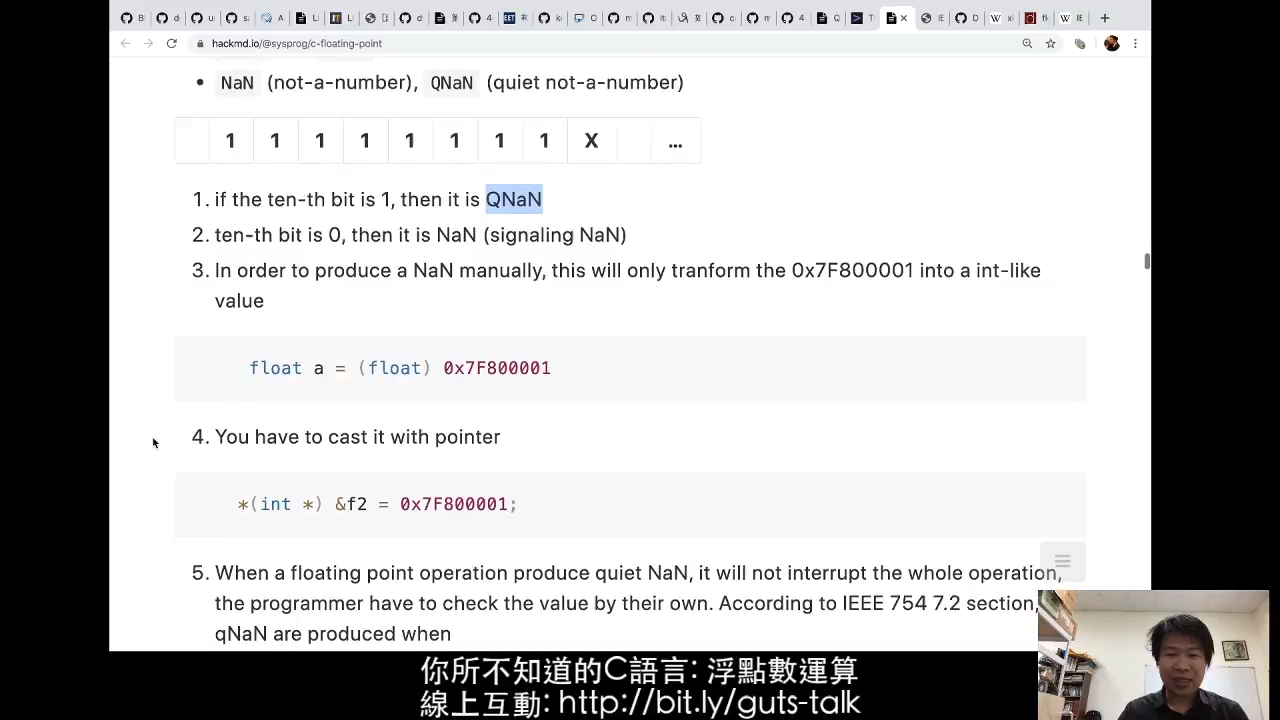 hackmd.io/@sysprog/c-floating-point
• NaN (not-a-number), QNaN (quiet not-a-number)
1 1 1 1 1 1 1 1 X ...
1. if the ten-th bit is 1, then it is QNaN
2. ten-th bit is 0, then it is NaN (signaling NaN)
3. In order to produce a NaN manually, this will only tranform the 0x7F800001 into a int-like
value
float a = (float) 0x7F800001
4. You have to cast it with pointer
*(int *) &f2 = 0x7F800001;
5. When a floating point operation produce quiet NaN, it will not interrupt the whole operation,
the programmer have to check the value by their own. According to IEEE 754 7.2 section,
qNaN are produced when
你所不知道的C語言: 浮點數運算
線上互動: http://bit.ly/guts-talk